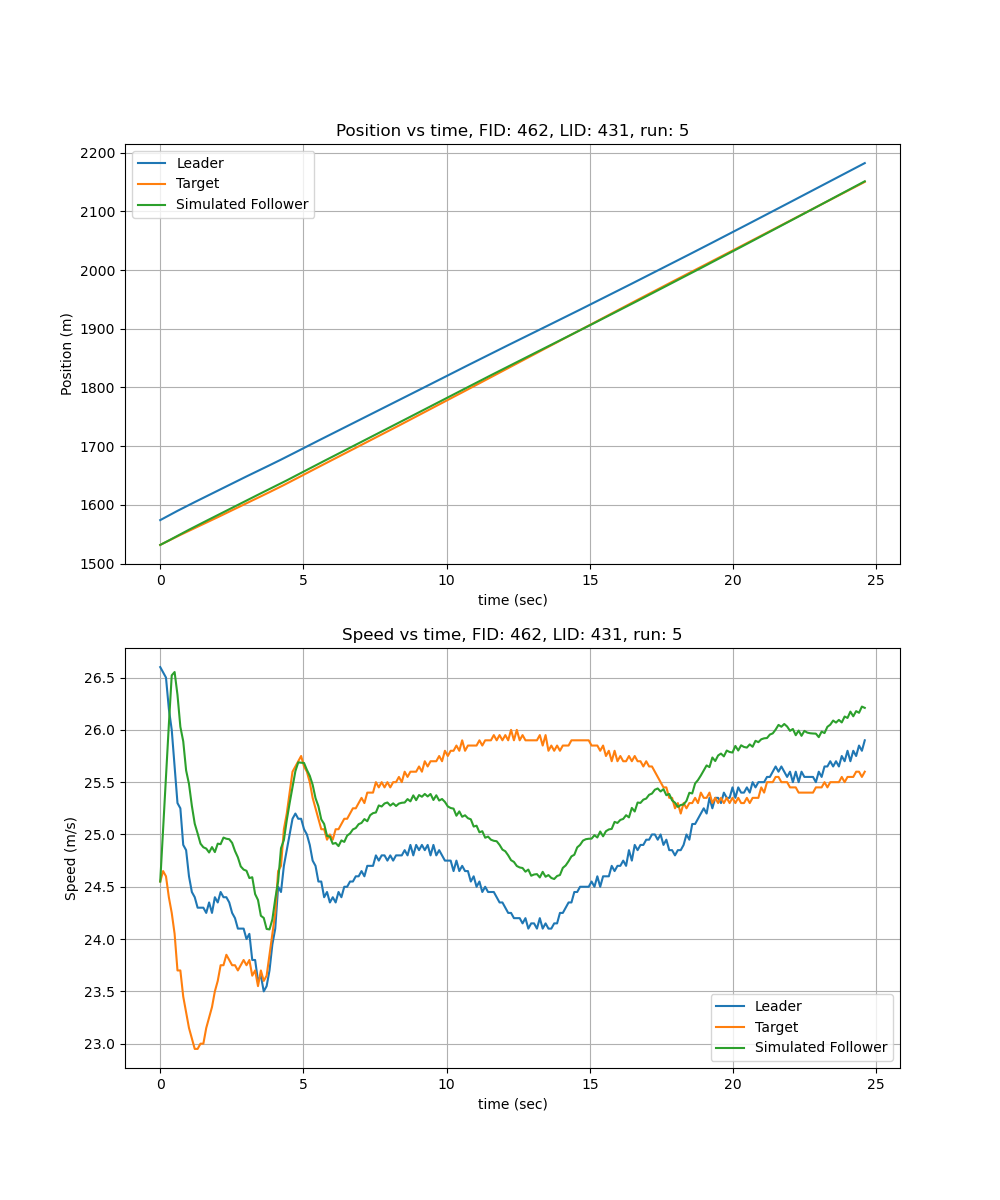 Position vs time, FID: 462, LID: 431, run: 5
2200
2100
2000
1900
1800
1700
1600
1500
Position (m)
Leader
Target
Simulated Follower
0 5 10 15 20 25
time (sec)
Speed vs time, FID: 462, LID: 431, run: 5
26.5
26.0
25.5
25.0
24.5
24.0
23.5
23.0
Speed (m/s)
Leader
Target
Simulated Follower
0 5 10 15 20 25
time (sec)